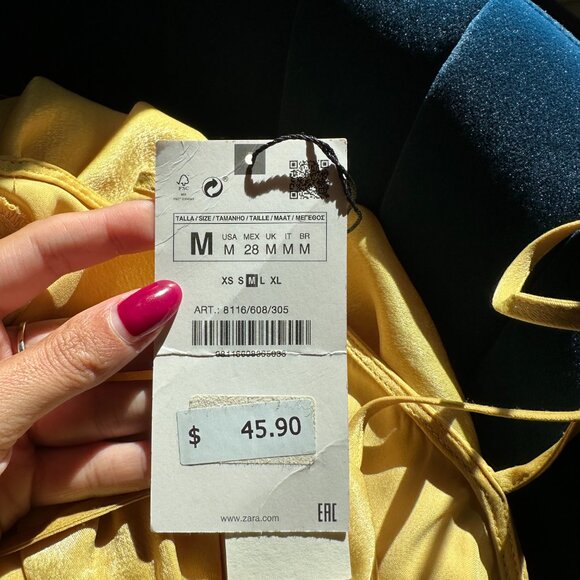 FSC
TALLA / SIZE / TAMANHO / TAILLE / MAAT / ΜΕΓΕΘΟΣ
M USA MEX UK IT BR
M 28 M M M
XS S M L XL
ART.: 8116/608/305
$ 45.90
www.zara.com
EAC